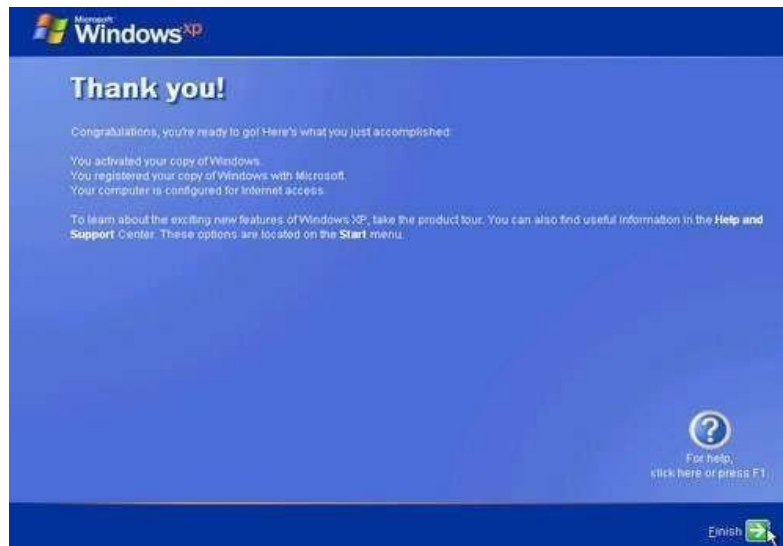 Microsoft
Windows xp
Thank you!
Congratulations, you're ready to go! Here's what you just accomplished:
You activated your copy of Windows.
You registered your copy of Windows with Microsoft.
Your computer is configured for Internet access.
To learn about the exciting new features of Windows XP, take the product tour. You can also find useful information in the Help and
Support Center. These options are located on the Start menu.
?
For help,
click here or press F1.
Finish